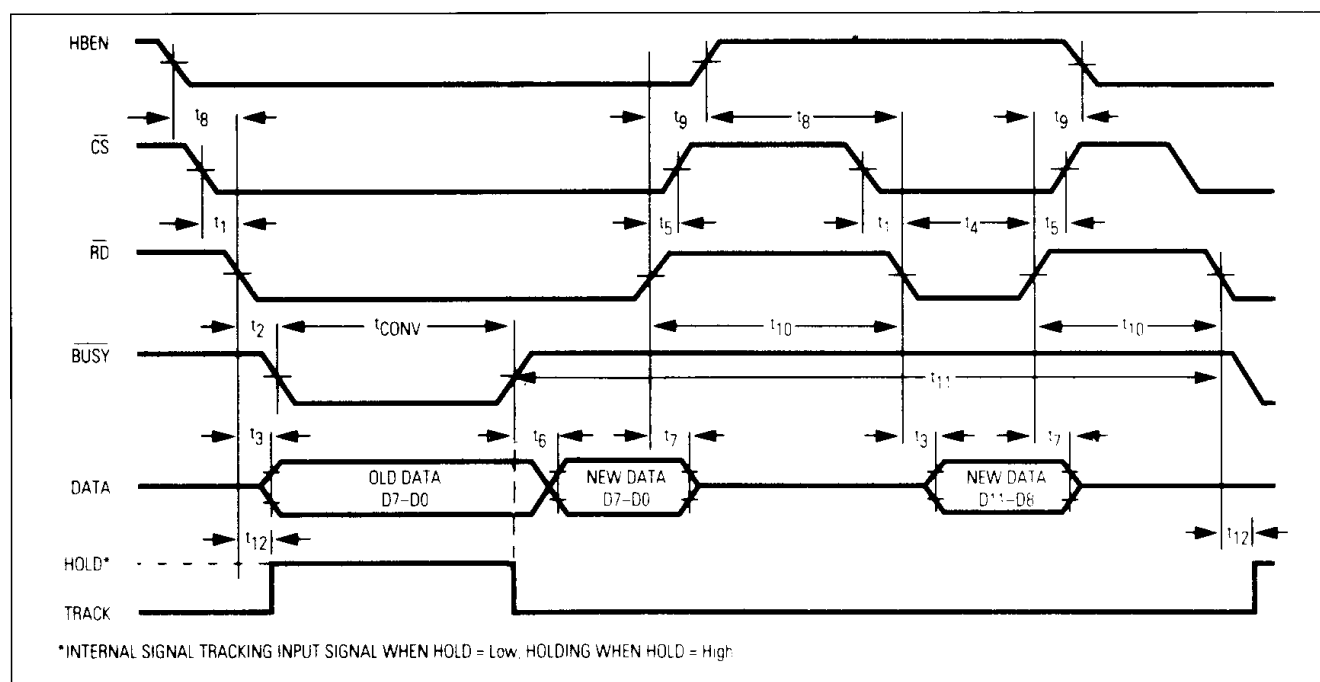 HBEN
t8 t9 t8 t9
CS
t1 t5 t1 t4 t5
RD
t2 tCONV t10 t10
BUSY
t11
t3 t6 t7 t3 t7
DATA OLD DATA NEW DATA NEW DATA
D7–D0 D7–D0 D11–D8
t12 t12
HOLD*
TRACK
*INTERNAL SIGNAL TRACKING INPUT SIGNAL WHEN HOLD = Low, HOLDING WHEN HOLD = High